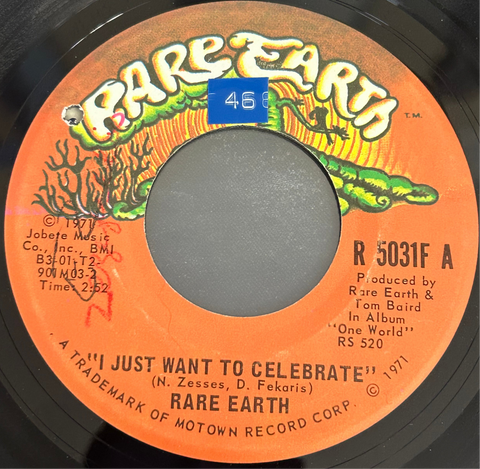 RARE EARTH
T.M.
46
© 1971
Jobete Music
Co., Inc., BMI
B3-01-T2-
901M03-2
Time: 2:52
R 5031F A
Produced by
Rare Earth &
Tom Baird
In Album
"One World"
RS 520
"I JUST WANT TO CELEBRATE"
(N. Zesses, D. Fekaris)
RARE EARTH
A TRADEMARK OF MOTOWN RECORD CORP. © 1971